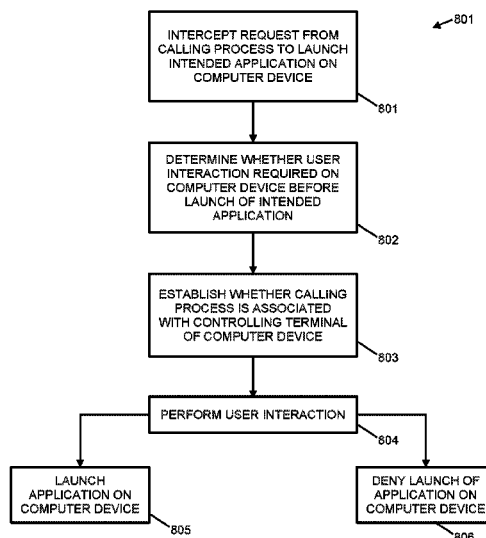 INTERCEPT REQUEST FROM
CALLING PROCESS TO LAUNCH
INTENDED APPLICATION ON
COMPUTER DEVICE
801
801
DETERMINE WHETHER USER
INTERACTION REQUIRED ON
COMPUTER DEVICE BEFORE
LAUNCH OF INTENDED
APPLICATION
802
ESTABLISH WHETHER CALLING
PROCESS IS ASSOCIATED
WITH CONTROLLING TERMINAL
OF COMPUTER DEVICE
803
PERFORM USER INTERACTION
804
LAUNCH
APPLICATION ON
COMPUTER DEVICE
805
DENY LAUNCH OF
APPLICATION ON
COMPUTER DEVICE
806